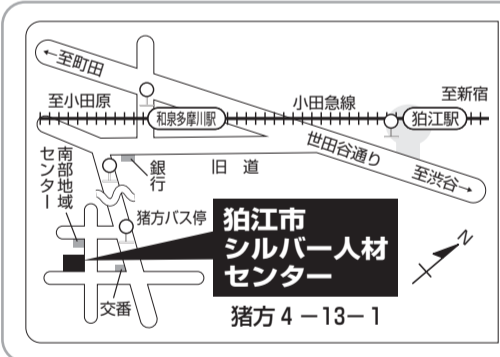 ←至町田
至小田原
和泉多摩川駅
小田急線
至新宿
狛江駅
世田谷通り
至渋谷→
南部地域
センター
銀行
旧道
猪方バス停
狛江市
シルバー人材
センター
交番
N
猪方4−13−1